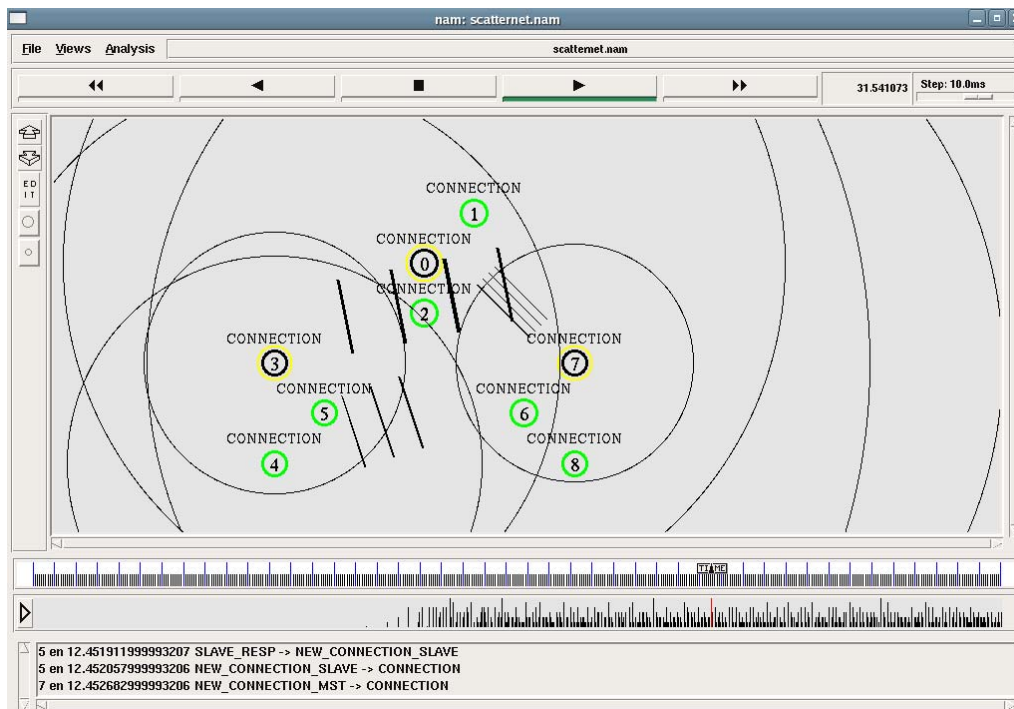 nam: scatternet.nam
File Views Analysis scatternet.nam
31.541073 Step: 10.0ms
E D
I T
CONNECTION
1
CONNECTION
0
CONNECTION
2
CONNECTION
3
CONNECTION
7
CONNECTION
5
CONNECTION
6
CONNECTION
4
CONNECTION
8
TIME
5 en 12.451911999993207 SLAVE_RESP -> NEW_CONNECTION_SLAVE
5 en 12.452057999993206 NEW_CONNECTION_SLAVE -> CONNECTION
7 en 12.452682999993206 NEW_CONNECTION_MST -> CONNECTION